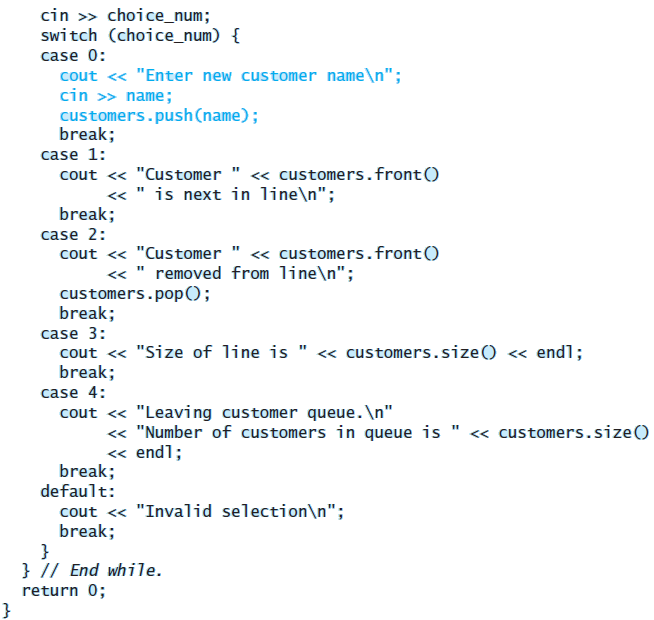 cin >> choice_num;
switch (choice_num) {
case 0:
cout << "Enter new customer name\n";
cin >> name;
customers.push(name);
break;
case 1:
cout << "Customer " << customers.front()
<< " is next in line\n";
break;
case 2:
cout << "Customer " << customers.front()
<< " removed from line\n";
customers.pop();
break;
case 3:
cout << "Size of line is " << customers.size() << endl;
break;
case 4:
cout << "Leaving customer queue.\n"
<< "Number of customers in queue is " << customers.size()
<< endl;
break;
default:
cout << "Invalid selection\n";
break;
}
} // End while.
return 0;
}